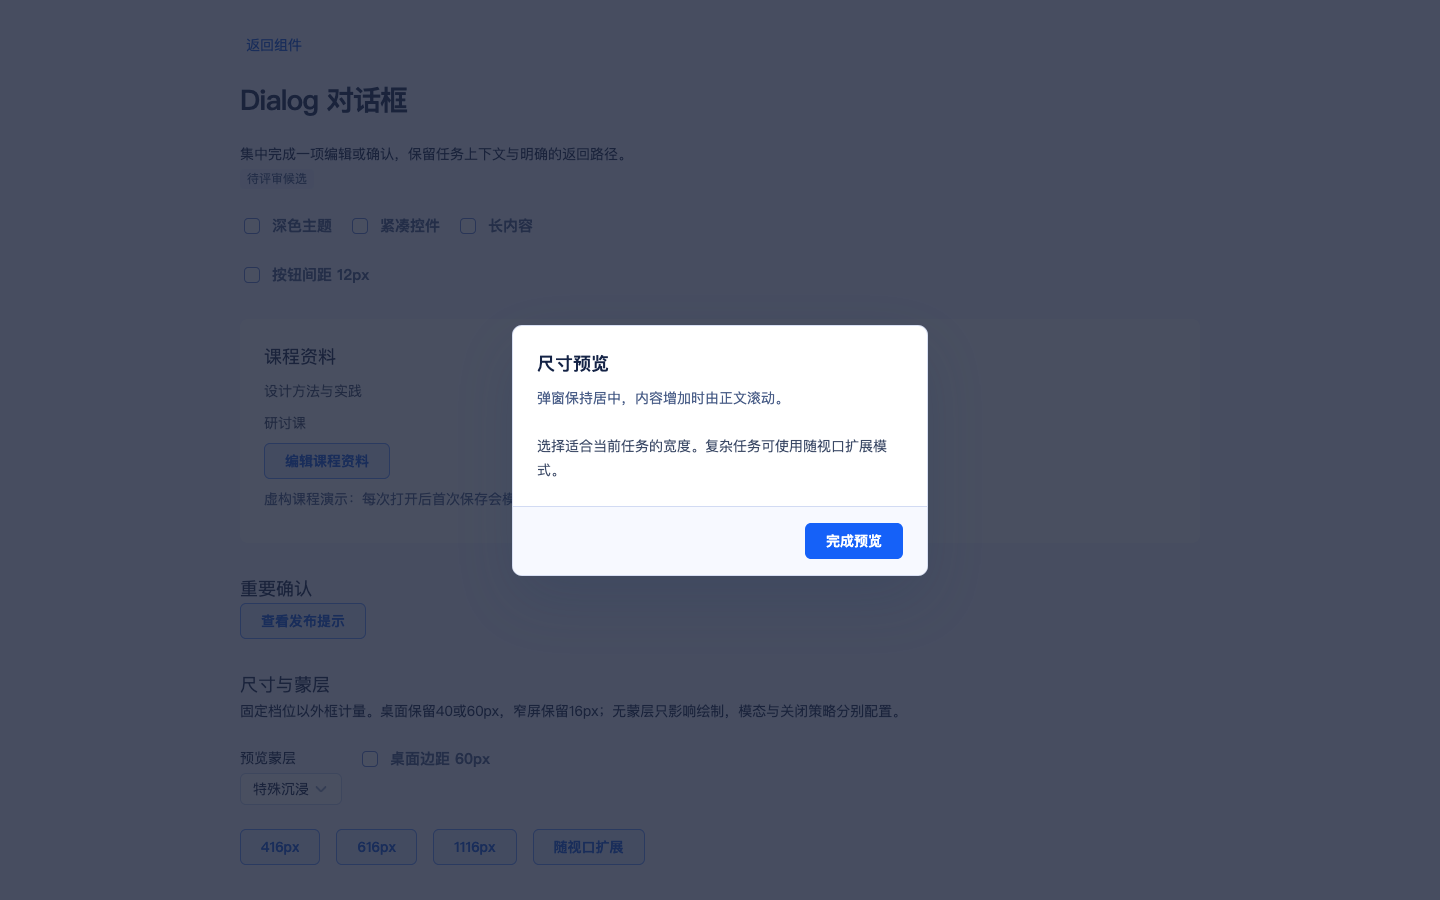 返回组件
Dialog 对话框
集中完成一项编辑或确认，保留任务上下文与明确的返回路径。
待评审候选
深色主题 紧凑控件 长内容
按钮间距 12px
课程资料
设计方法与实践
研讨课
编辑课程资料
虚构课程演示：每次打开后首次保存会模
尺寸预览
弹窗保持居中，内容增加时由正文滚动。
选择适合当前任务的宽度。复杂任务可使用随视口扩展模
式。
完成预览
重要确认
查看发布提示
尺寸与蒙层
固定档位以外框计量。桌面保留40或60px，窄屏保留16px；无蒙层只影响绘制，模态与关闭策略分别配置。
预览蒙层
桌面边距 60px
特殊沉浸
416px 616px 1116px 随视口扩展